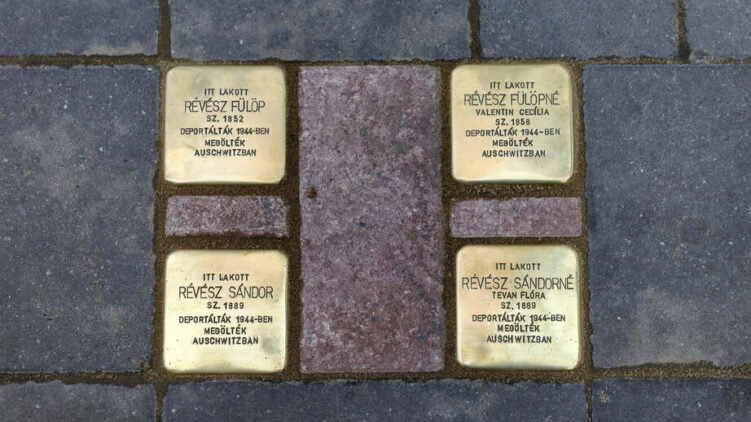 ITT LAKOTT
RÉVÉSZ FÜLÖP
SZ. 1852
DEPORTÁLTÁK 1944-BEN
MEGÖLTÉK
AUSCHWITZBAN
ITT LAKOTT
RÉVÉSZ FÜLÖPNÉ
VALENTIN CECÍLIA
SZ. 1858
DEPORTÁLTÁK 1944-BEN
MEGÖLTÉK
AUSCHWITZBAN
ITT LAKOTT
RÉVÉSZ SÁNDOR
SZ. 1889
DEPORTÁLTÁK 1944-BEN
MEGÖLTÉK
AUSCHWITZBAN
ITT LAKOTT
RÉVÉSZ SÁNDORNÉ
TEVAN FLÓRA
SZ. 1889
DEPORTÁLTÁK 1944-BEN
MEGÖLTÉK
AUSCHWITZBAN